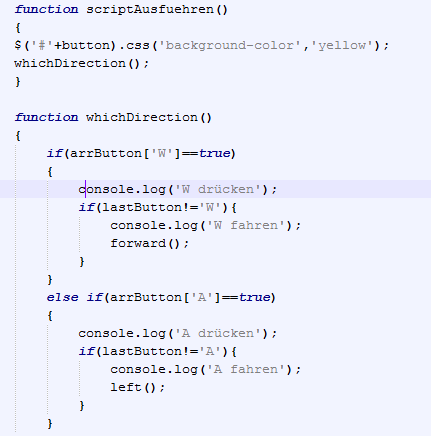 function scriptAusfuehren()
{
$('#'+button).css('background-color','yellow');
whichDirection();
}
function whichDirection()
{
if(arrButton['W']==true)
{
console.log('W drücken');
if(lastButton!='W'){
console.log('W fahren');
forward();
}
}
else if(arrButton['A']==true)
{
console.log('A drücken');
if(lastButton!='A'){
console.log('A fahren');
left();
}
}